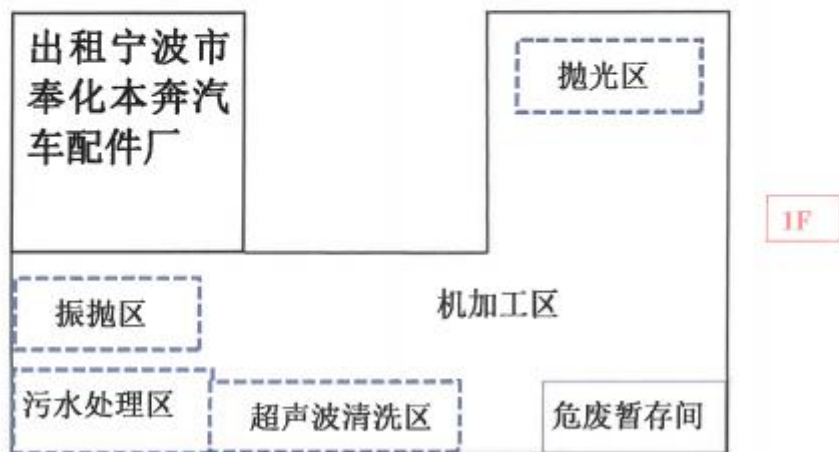 出租宁波市
奉化本奔汽
车配件厂
抛光区
1F
振抛区
机加工区
污水处理区
超声波清洗区
危废暂存间